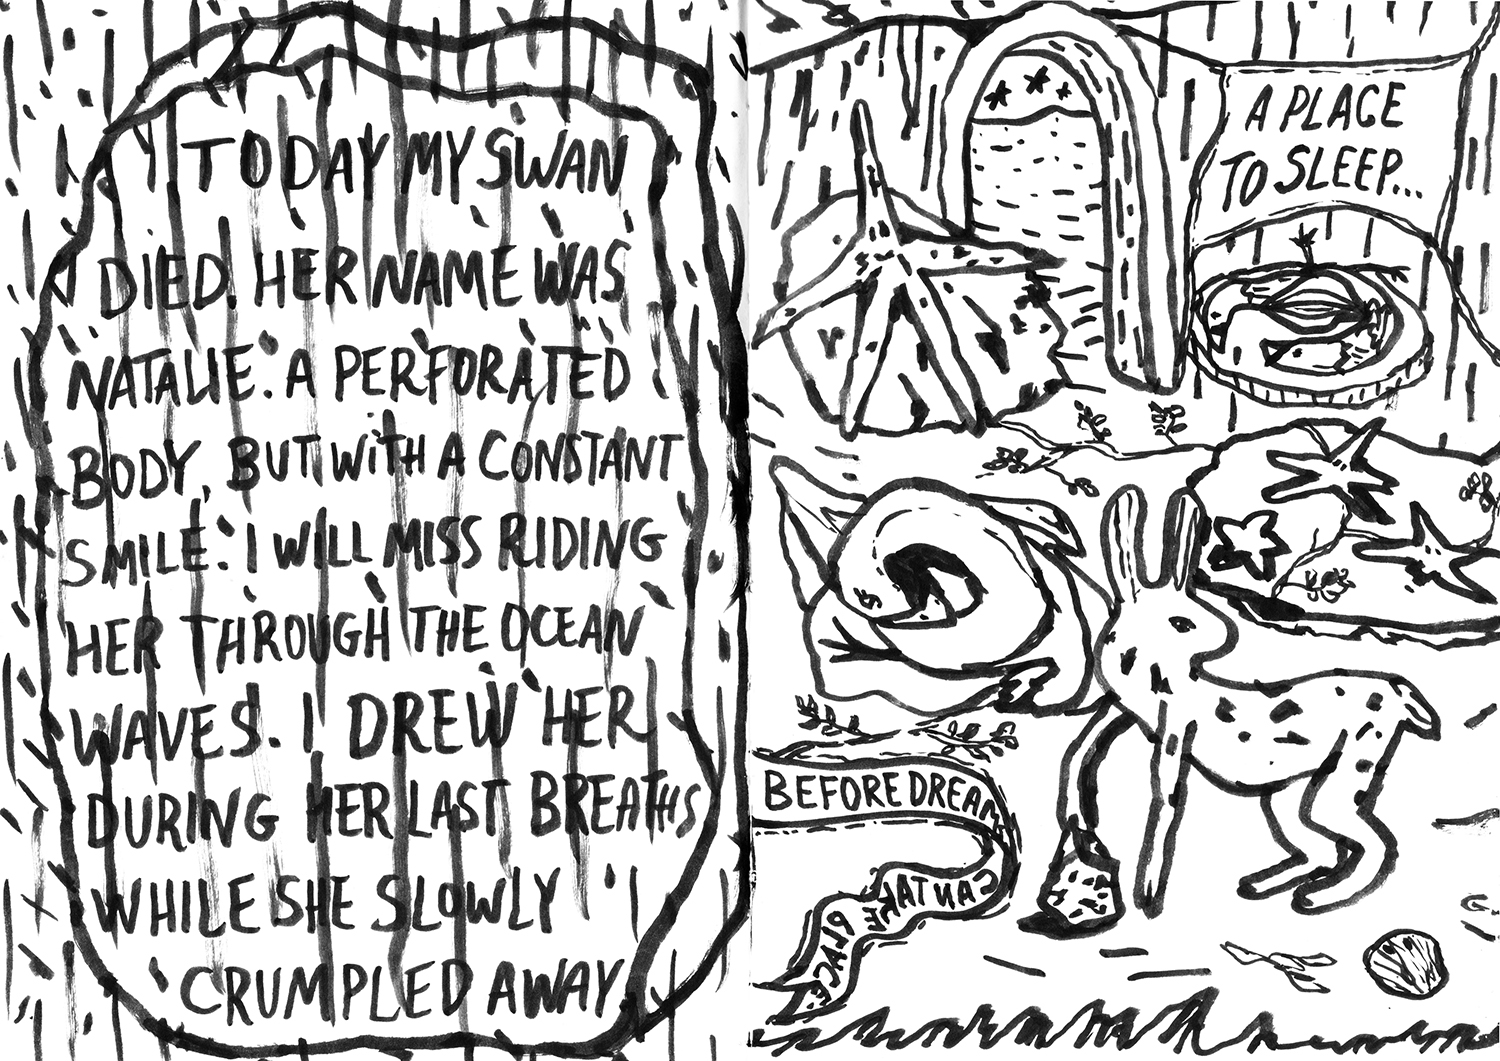 TODAY MY SWAN
DIED. HER NAME WAS
NATALIE. A PERFORATED
BODY, BUT WITH A CONSTANT
SMILE. I WILL MISS RIDING
HER THROUGH THE OCEAN
WAVES. I DREW HER
DURING HER LAST BREATHS
WHILE SHE SLOWLY
CRUMPLED AWAY
A PLACE
TO SLEEP...
BEFORE DREAMS
CAN TAKE
PLACE